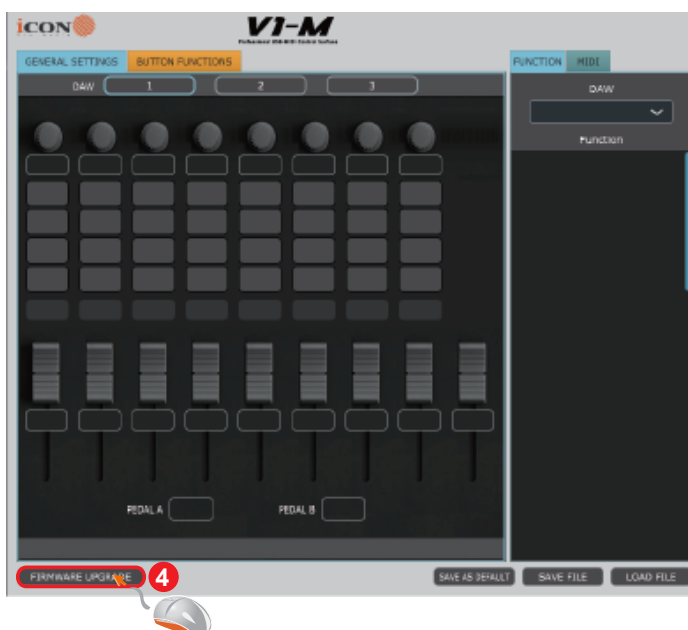 iCON
V1-M
GENERAL SETTINGS BUTTON FUNCTIONS
FUNCTION MIDI
DAW 1 2 3
DAW
Function
PEDAL A PEDAL B
FIRMWARE UPGRADE 4
SAVE AS DEFAULT SAVE FILE LOAD FILE